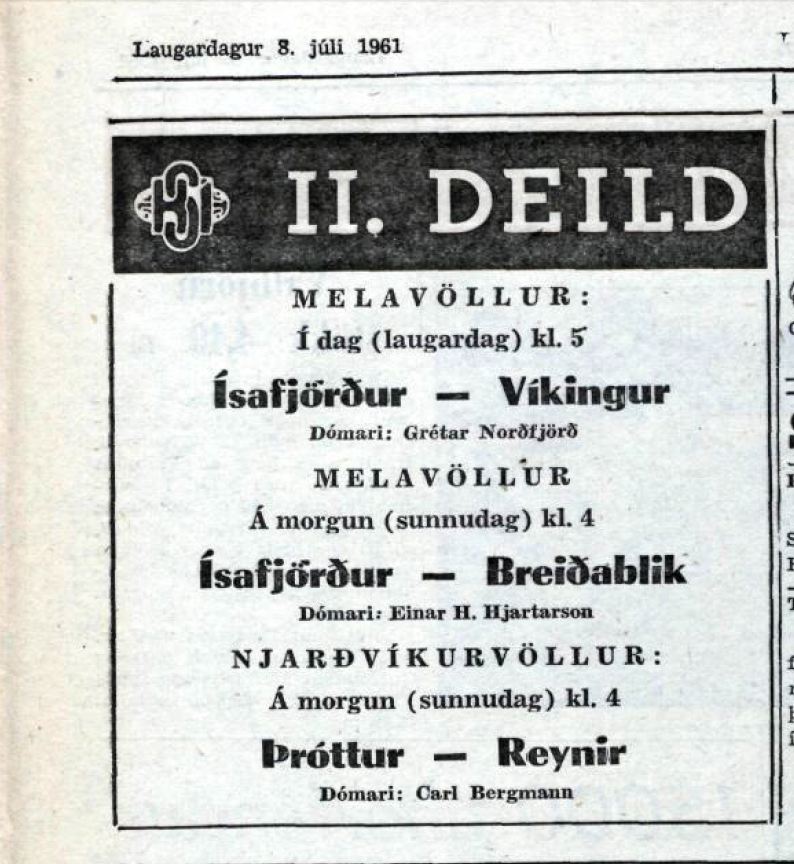 Laugardagur 8. júlí 1961
HSÍ
II. DEILD
MELAVÖLLUR:
Í dag (laugardag) kl. 5
Ísafjörður — Víkingur
Dómari: Grétar Norðfjörð
MELAVÖLLUR
Á morgun (sunnudag) kl. 4
Ísafjörður — Breiðablik
Dómari: Einar H. Hjartarson
NJARÐVÍKURVÖLLUR:
Á morgun (sunnudag) kl. 4
Þróttur — Reynir
Dómari: Carl Bergmann